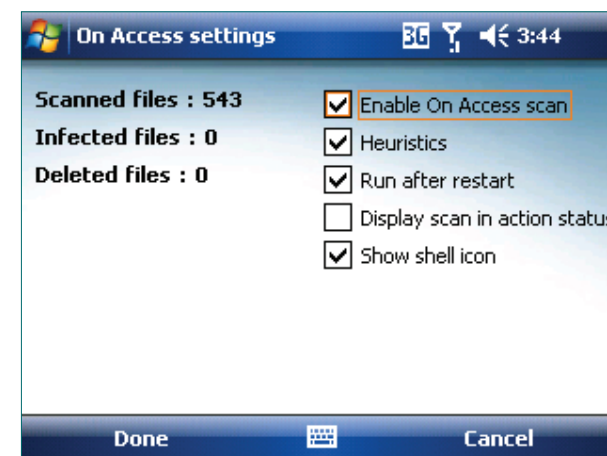 On Access settings 3G 3:44
Scanned files : 543
Infected files : 0
Deleted files : 0
Enable On Access scan
Heuristics
Run after restart
Display scan in action status
Show shell icon
Done Cancel